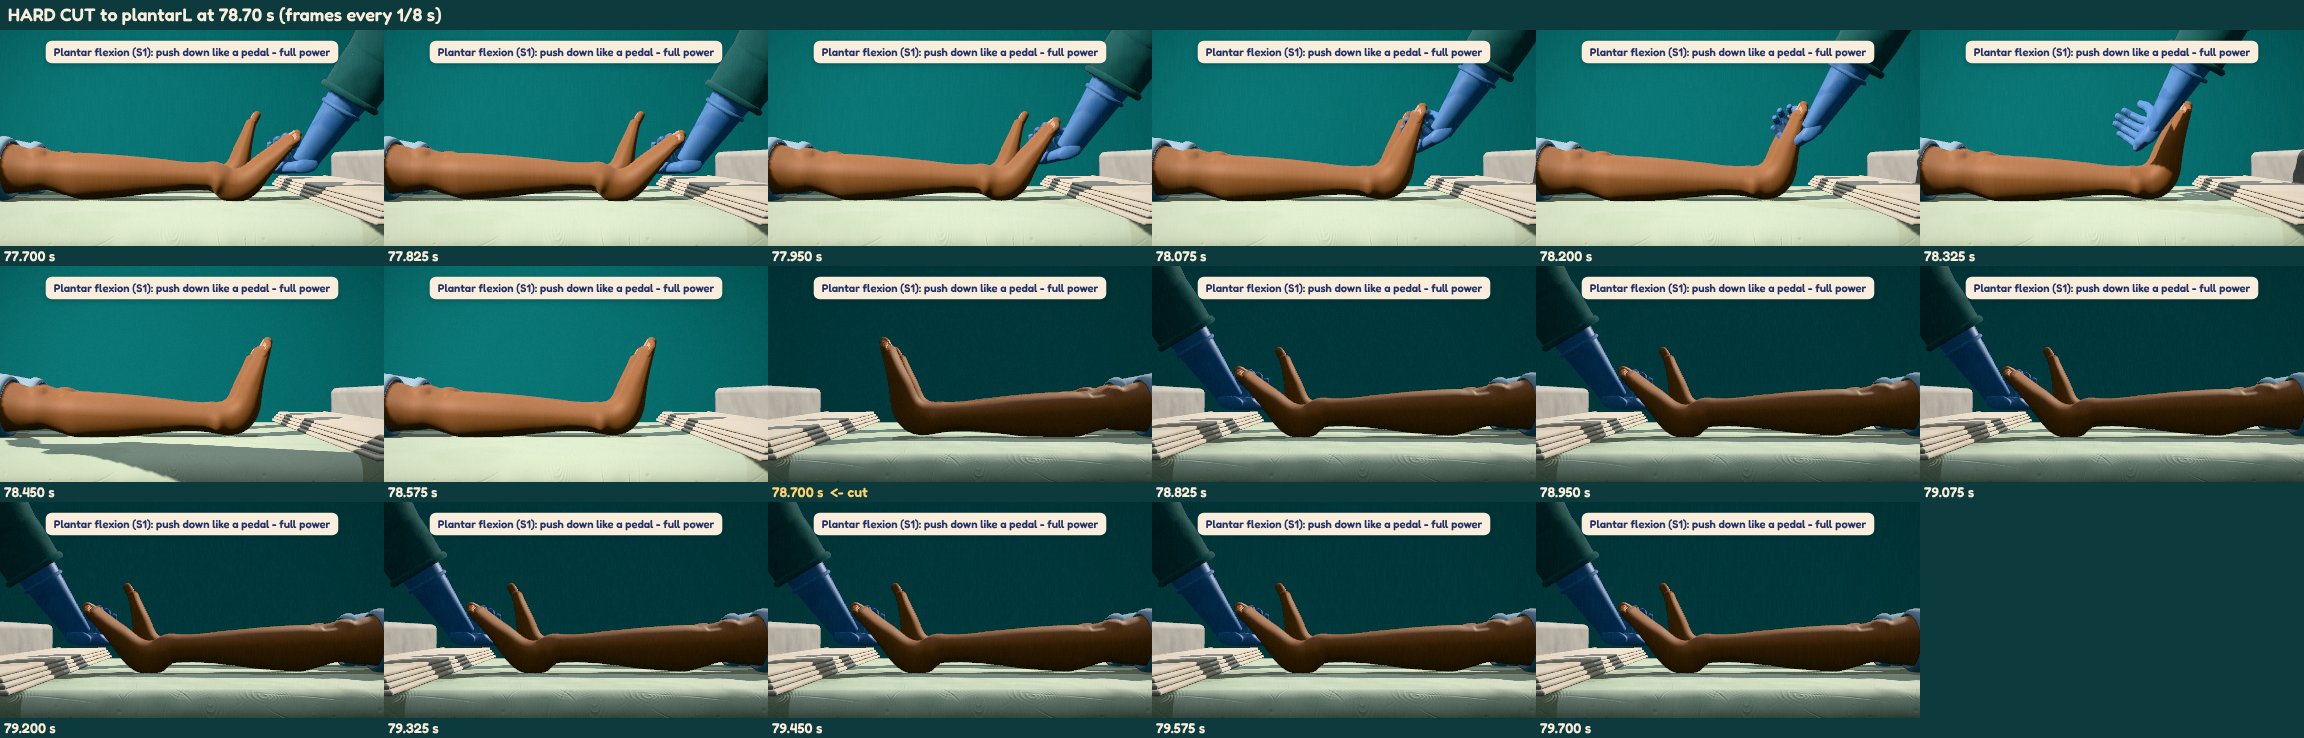 HARD CUT to plantarL at 78.70 s (frames every 1/8 s)
Plantar flexion (S1): push down like a pedal - full power
Plantar flexion (S1): push down like a pedal - full power
Plantar flexion (S1): push down like a pedal - full power
Plantar flexion (S1): push down like a pedal - full power
Plantar flexion (S1): push down like a pedal - full power
Plantar flexion (S1): push down like a pedal - full power
77.700 s
77.825 s
77.950 s
78.075 s
78.200 s
78.325 s
Plantar flexion (S1): push down like a pedal - full power
Plantar flexion (S1): push down like a pedal - full power
Plantar flexion (S1): push down like a pedal - full power
Plantar flexion (S1): push down like a pedal - full power
Plantar flexion (S1): push down like a pedal - full power
Plantar flexion (S1): push down like a pedal - full power
78.450 s
78.575 s
78.700 s <- cut
78.825 s
78.950 s
79.075 s
Plantar flexion (S1): push down like a pedal - full power
Plantar flexion (S1): push down like a pedal - full power
Plantar flexion (S1): push down like a pedal - full power
Plantar flexion (S1): push down like a pedal - full power
Plantar flexion (S1): push down like a pedal - full power
79.200 s
79.325 s
79.450 s
79.575 s
79.700 s